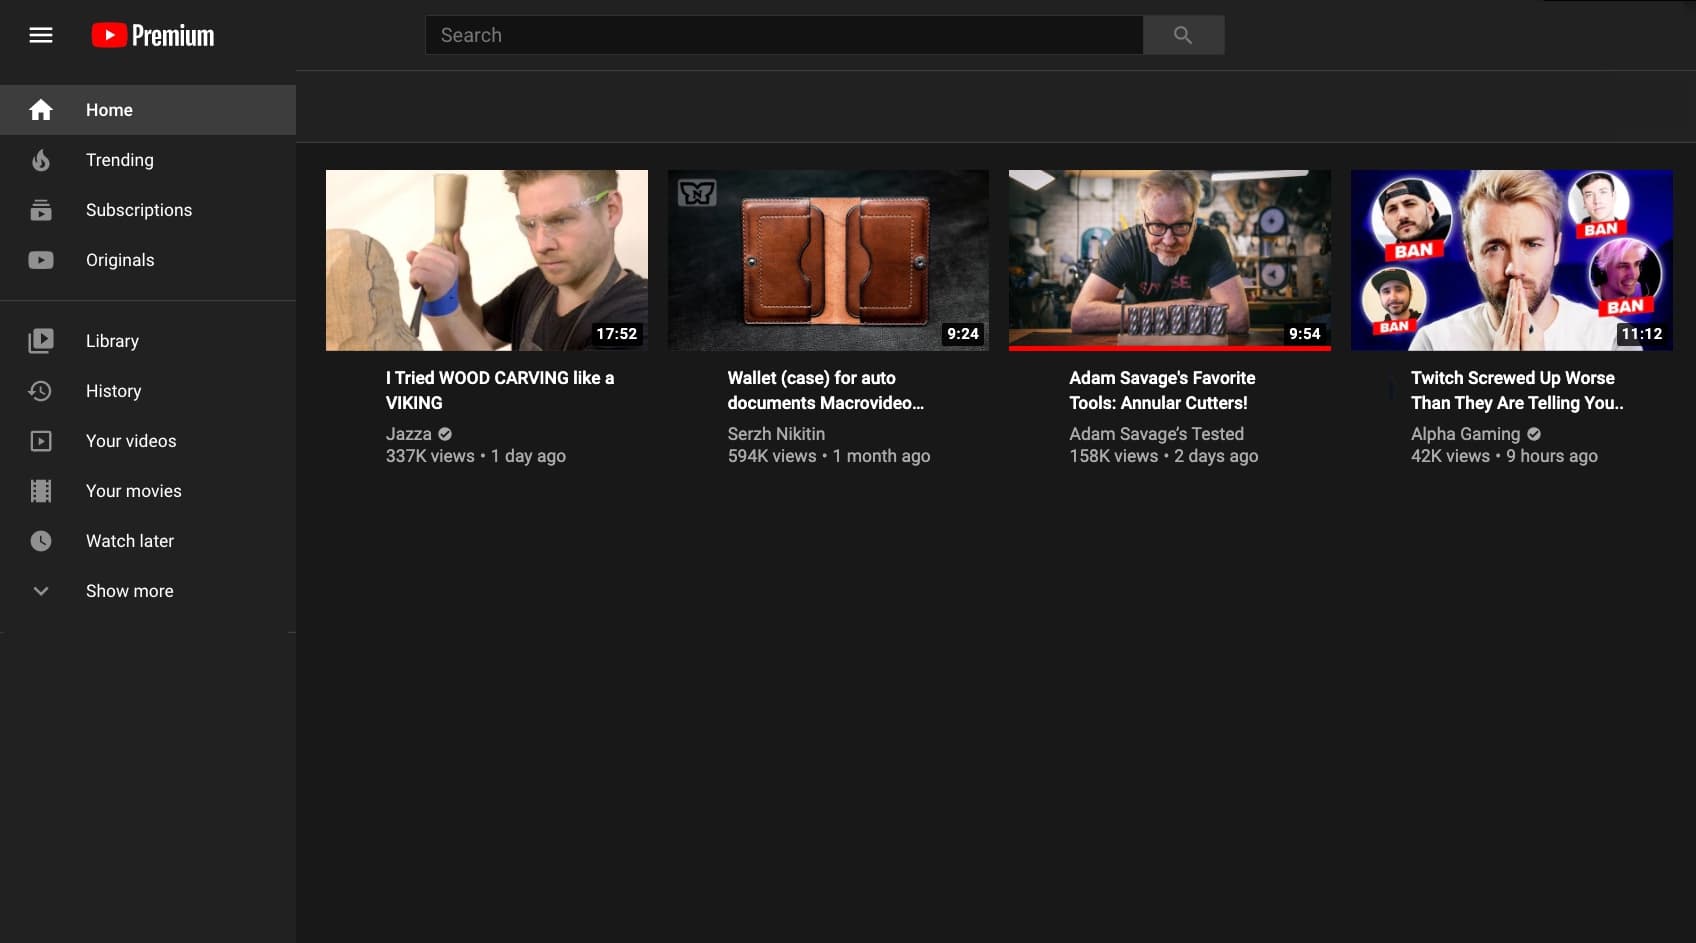 Premium
Search
Home
Trending
Subscriptions
Originals
Library
History
Your videos
Your movies
Watch later
Show more
17:52
I Tried WOOD CARVING like a
VIKING
Jazza
337K views • 1 day ago
N
9:24
Wallet (case) for auto
documents Macrovideo...
Serzh Nikitin
594K views • 1 month ago
9:54
Adam Savage's Favorite
Tools: Annular Cutters!
Adam Savage’s Tested
158K views • 2 days ago
BAN
BAN
BAN
BAN
11:12
Twitch Screwed Up Worse
Than They Are Telling You..
Alpha Gaming
42K views • 9 hours ago